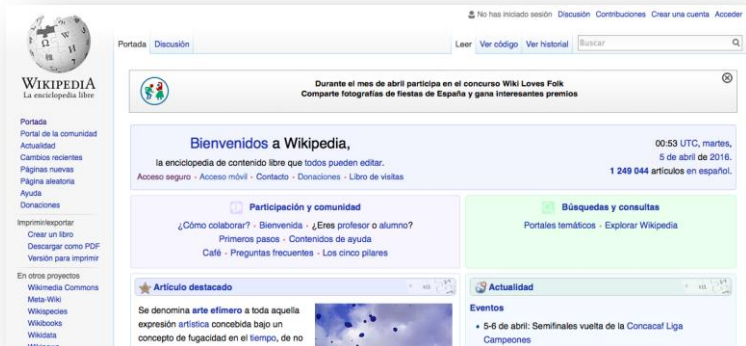 No has iniciado sesión Discusión Contribuciones Crear una cuenta Acceder
Portada Discusión
Leer Ver código Ver historial Buscar
WIKIPEDIA
La enciclopedia libre
Portada
Portal de la comunidad
Actualidad
Cambios recientes
Páginas nuevas
Página aleatoria
Ayuda
Donaciones
Imprimir/exportar
Crear un libro
Descargar como PDF
Versión para imprimir
En otros proyectos
Wikimedia Commons
Meta-Wiki
Wikispecies
Wikibooks
Wikidata
Durante el mes de abril participa en el concurso Wiki Loves Folk
Comparte fotografías de fiestas de España y gana interesantes premios
Bienvenidos a Wikipedia,
la enciclopedia de contenido libre que todos pueden editar.
Acceso seguro - Acceso móvil - Contacto - Donaciones - Libro de visitas
00:53 UTC, martes,
5 de abril de 2016.
1 249 044 artículos en español.
Participación y comunidad
¿Cómo colaborar? - Bienvenida - ¿Eres profesor o alumno?
Primeros pasos - Contenidos de ayuda
Café - Preguntas frecuentes - Los cinco pilares
Búsquedas y consultas
Portales temáticos - Explorar Wikipedia
Artículo destacado
Se denomina arte efímero a toda aquella
expresión artística concebida bajo un
concepto de fugacidad en el tiempo, de no
Actualidad
Eventos
• 5-6 de abril: Semifinales vuelta de la Concacaf Liga
Campeones